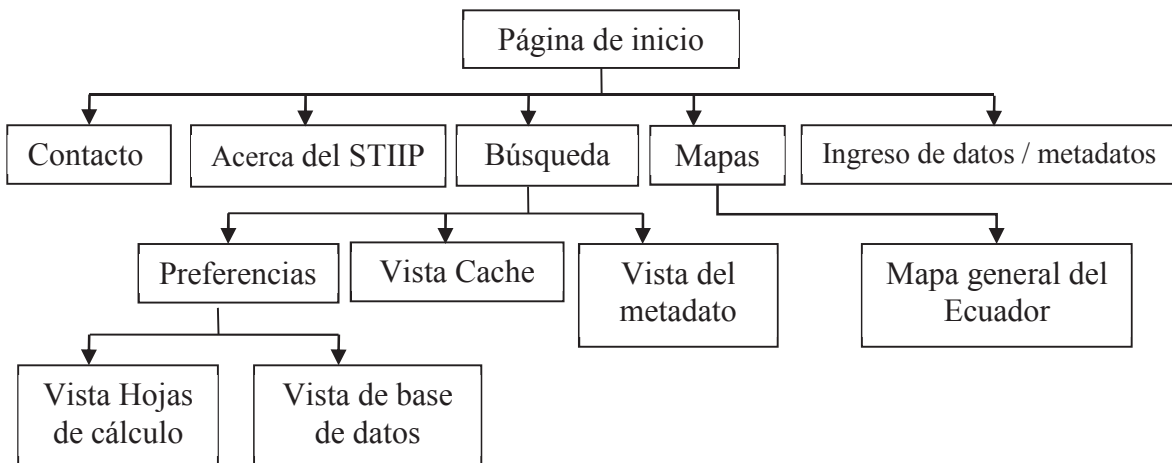 Página de inicio
Contacto
Acerca del STIIP
Búsqueda
Mapas
Ingreso de datos / metadatos
Preferencias
Vista Cache
Vista del
metadato
Mapa general del
Ecuador
Vista Hojas
de cálculo
Vista de base
de datos